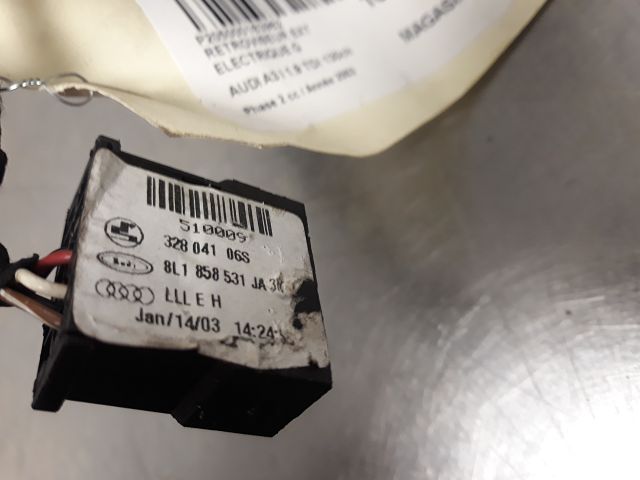 RETROVISEUR EXT
ELECTRIQUE G
AUDI A3 I 1.9 TDI 130ch
Phase 2 cc / Année 2003
MAGASI
510009
328 041 06S
8L1 858 531 JA 3
LLL E H
Jan/14/03 14:24